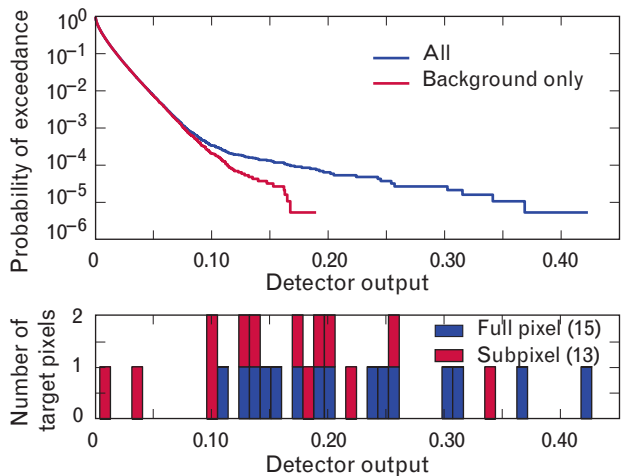 Probability of exceedance
10⁰
10⁻¹
10⁻²
10⁻³
10⁻⁴
10⁻⁵
10⁻⁶
All
Background only
0 0.10 0.20 0.30 0.40
Detector output
Number of
target pixels
2
1
0
Full pixel (15)
Subpixel (13)
0 0.10 0.20 0.30 0.40
Detector output